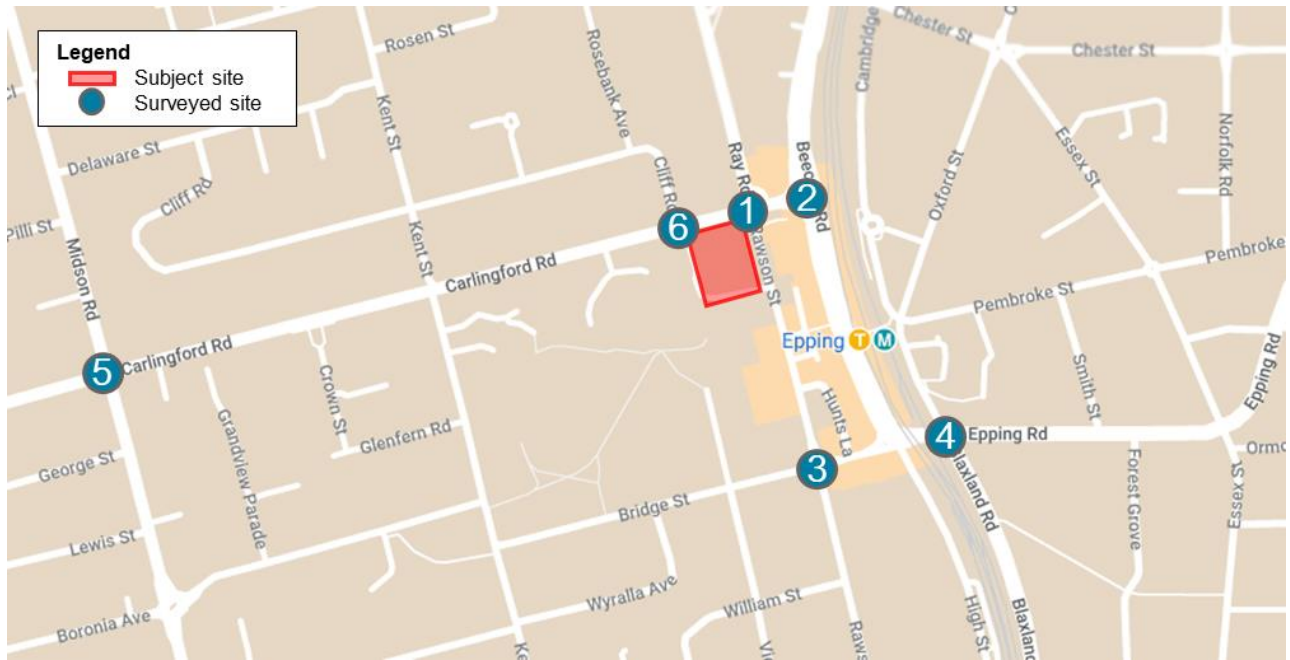 Legend
Subject site
Surveyed site
Rosen St
Rosebank Ave
Chester St
Chester St
Cambridge
Kent St
Ray Rd
Oxford St
Essex St
Norfolk Rd
Delaware St
Cliff Rd
Cliff Rd
Pilli St
Midson Rd
Kent St
6
1
2
Rawson St
Pembroke St
Pembroke
Carlingford Rd
Carlingford Rd
5
Epping T M
Crown St
Grandview Parade
Glenfern Rd
Hunts La
Smith St
Epping Rd
Epping Rd
4
3
George St
Bridge St
Blaxland Rd
Forest Grove
Essex St
Lewis St
Wyralla Ave
William St
High St
Boronia Ave